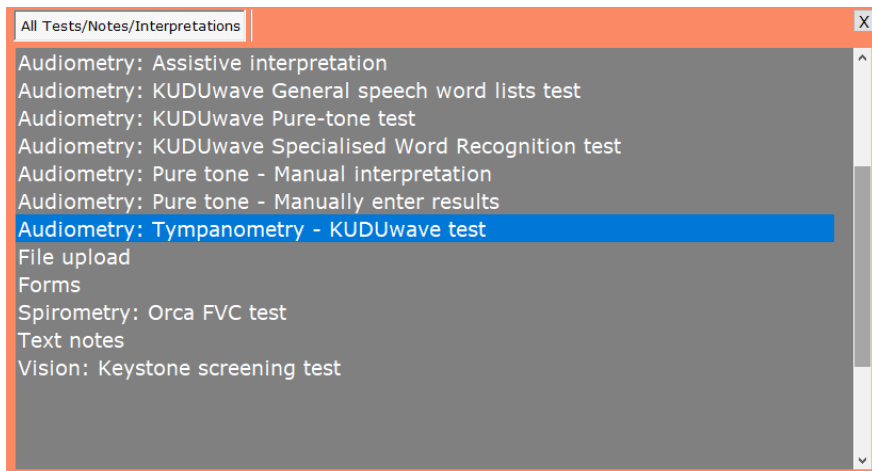 All Tests/Notes/Interpretations
X
Audiometry: Assistive interpretation
Audiometry: KUDUwave General speech word lists test
Audiometry: KUDUwave Pure-tone test
Audiometry: KUDUwave Specialised Word Recognition test
Audiometry: Pure tone - Manual interpretation
Audiometry: Pure tone - Manually enter results
Audiometry: Tympanometry - KUDUwave test
File upload
Forms
Spirometry: Orca FVC test
Text notes
Vision: Keystone screening test